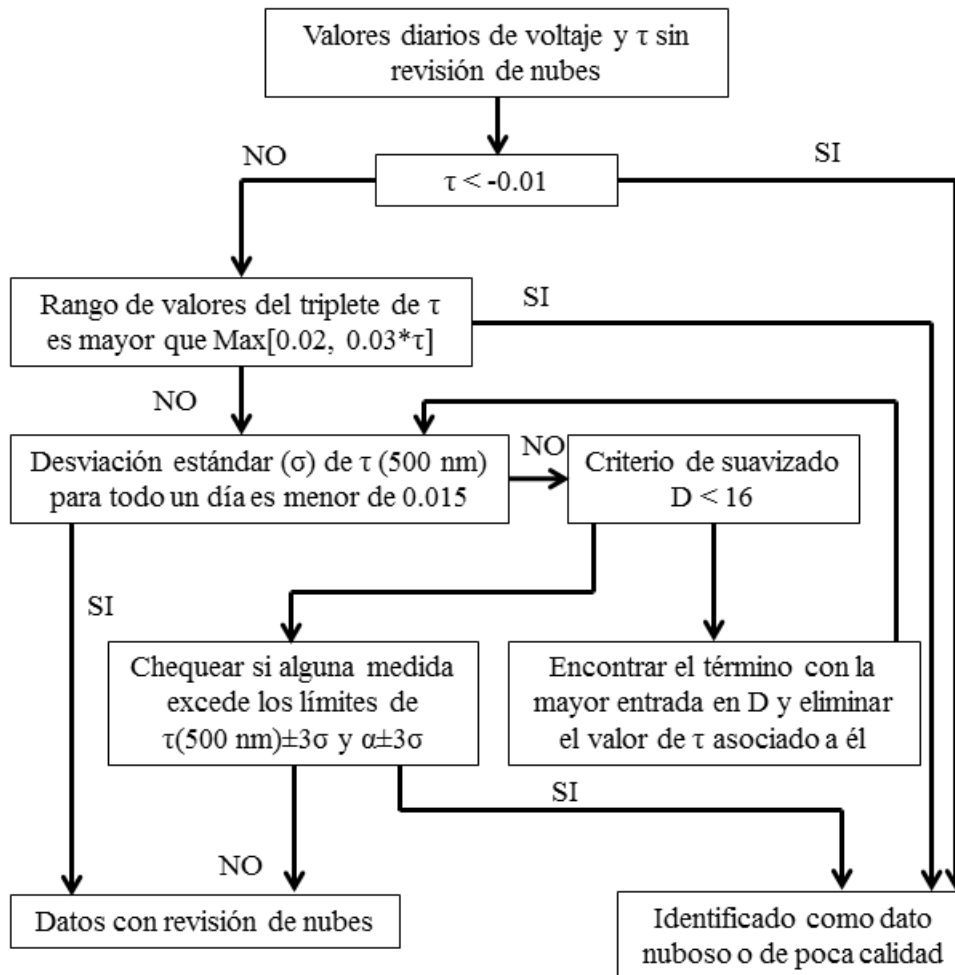 Valores diarios de voltaje y τ sin
revisión de nubes
NO
SI
τ < -0.01
Rango de valores del triplete de τ
es mayor que Max[0.02, 0.03*τ]
SI
NO
Desviación estándar (σ) de τ (500 nm)
para todo un día es menor de 0.015
NO
Criterio de suavizado
D < 16
SI
Chequear si alguna medida
excede los límites de
τ(500 nm)±3σ y α±3σ
Encontrar el término con la
mayor entrada en D y eliminar
el valor de τ asociado a él
SI
NO
Datos con revisión de nubes
Identificado como dato
nuboso o de poca calidad